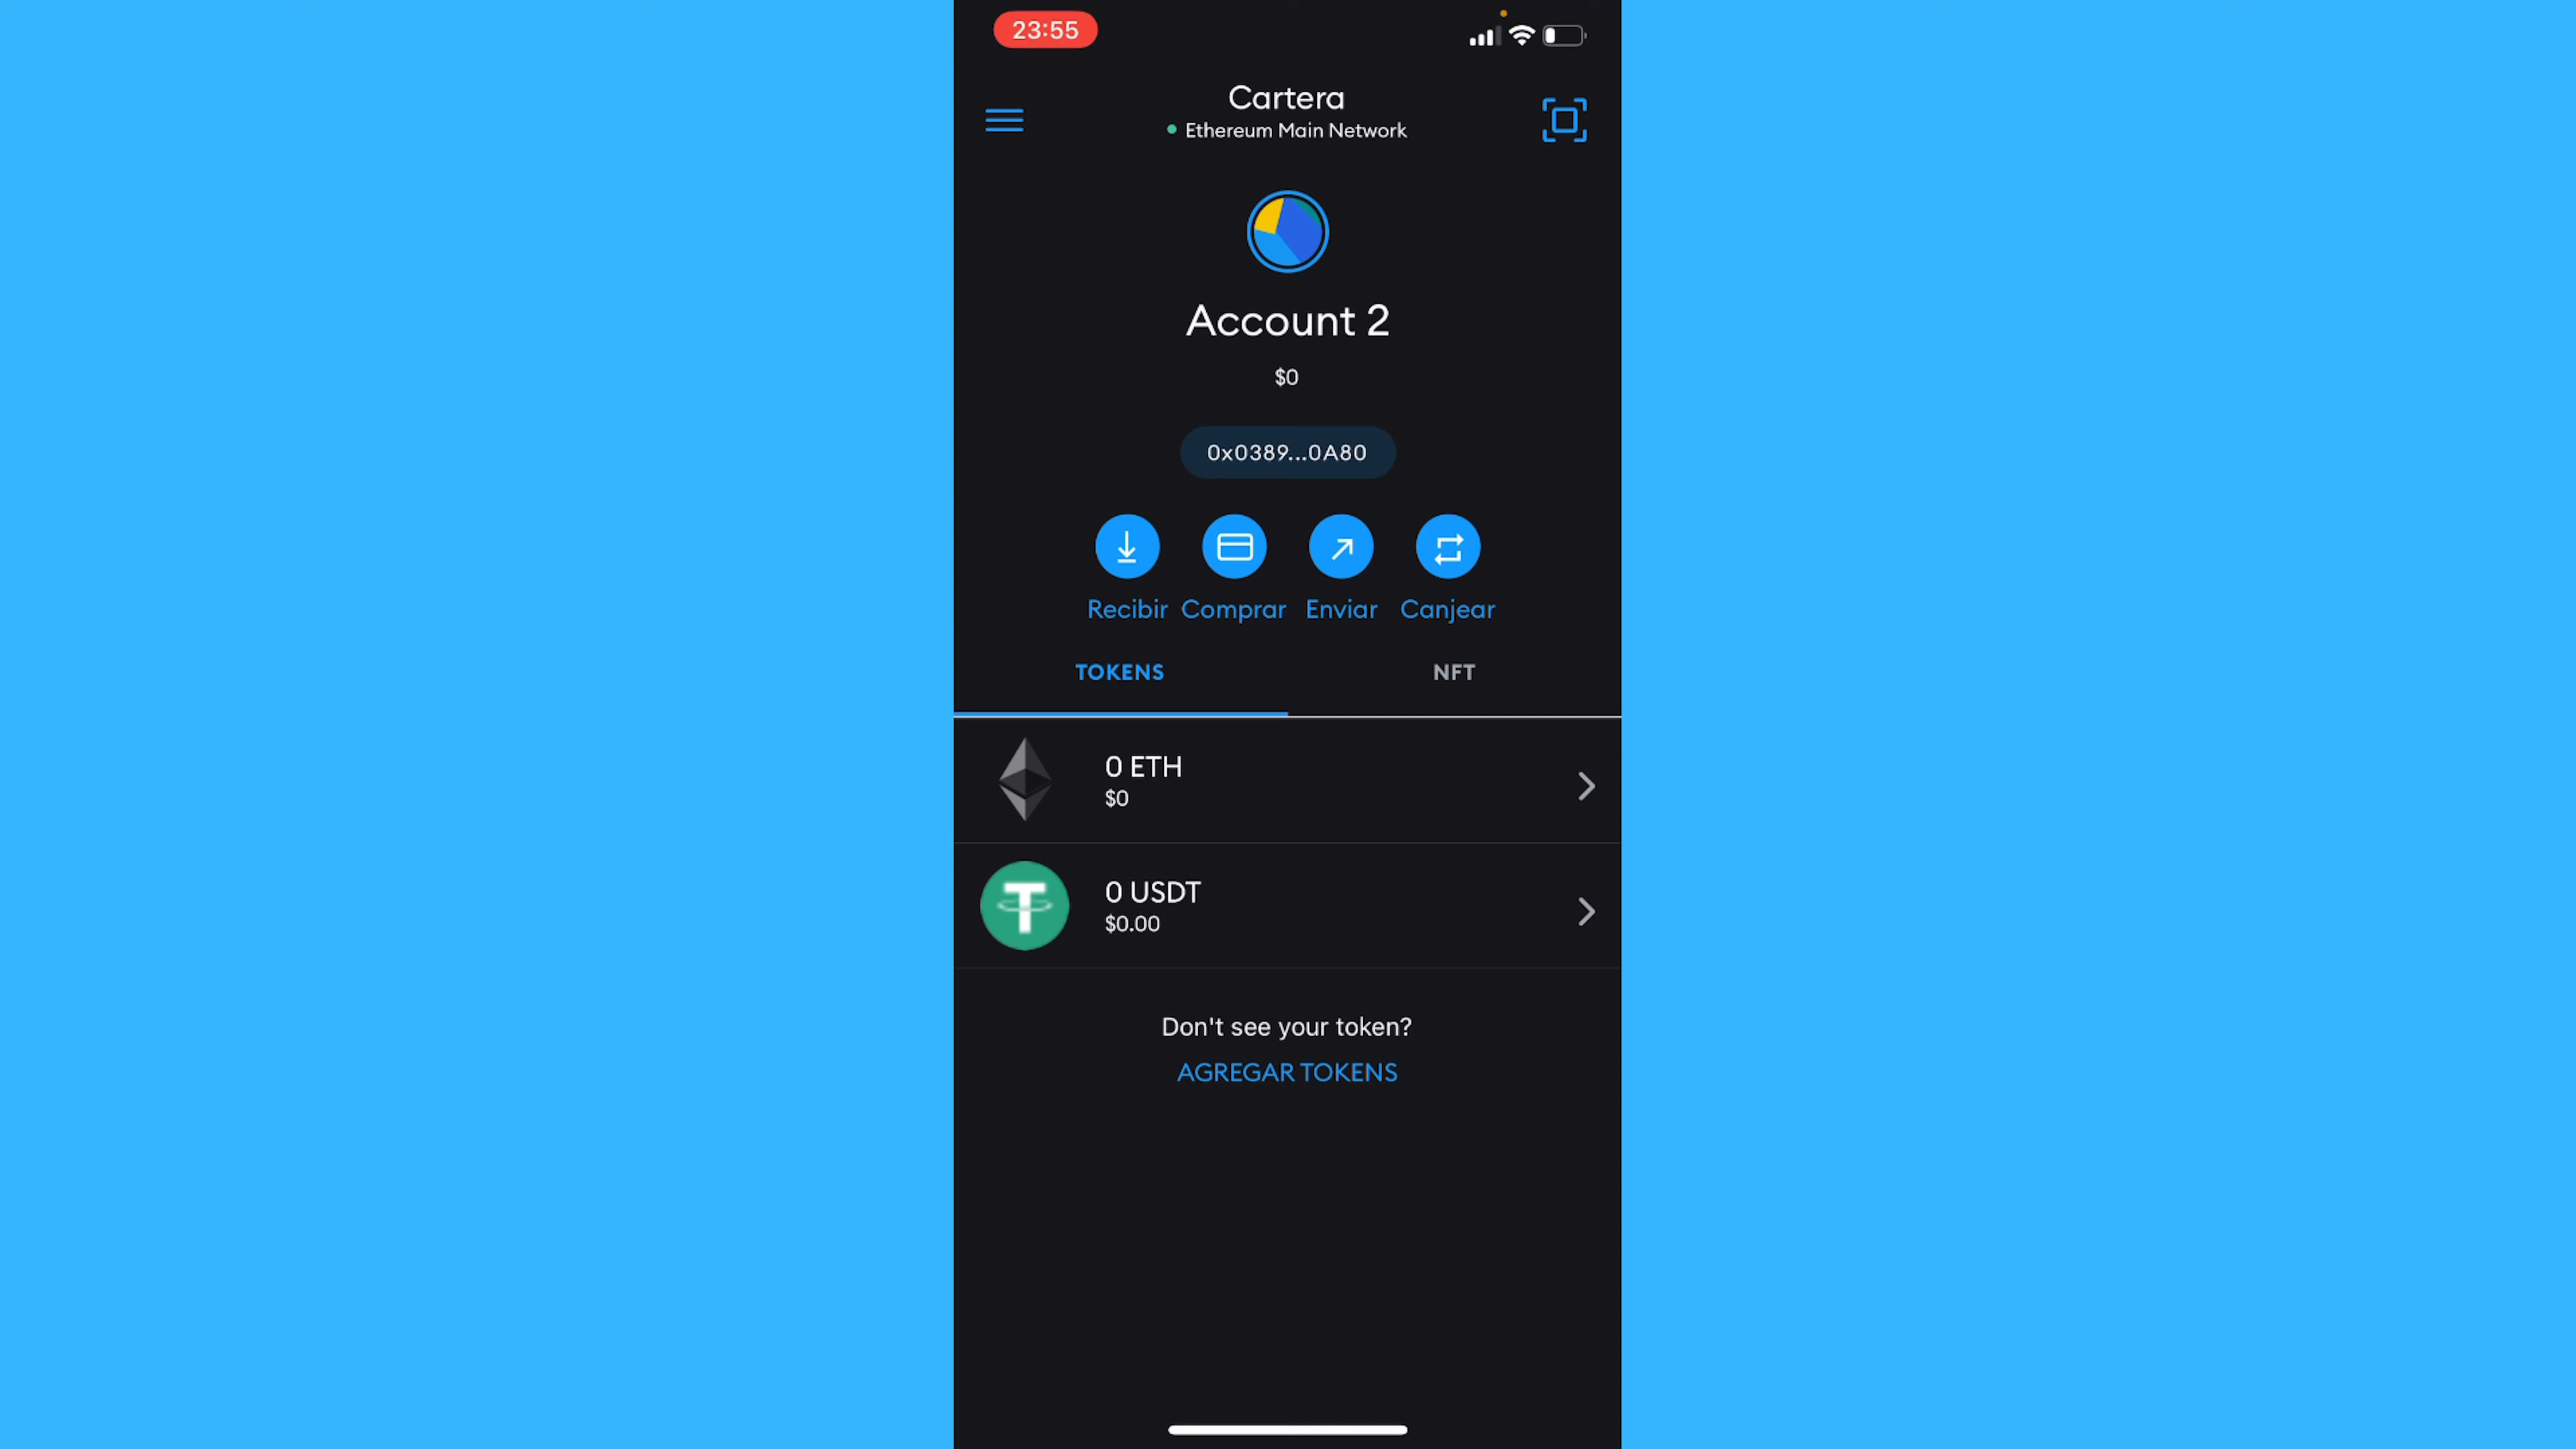 23:55
Cartera
Ethereum Main Network
Account 2
$0
0x0389...0A80
Recibir Comprar Enviar Canjear
TOKENS NFT
0 ETH
$0
0 USDT
$0.00
Don't see your token?
AGREGAR TOKENS